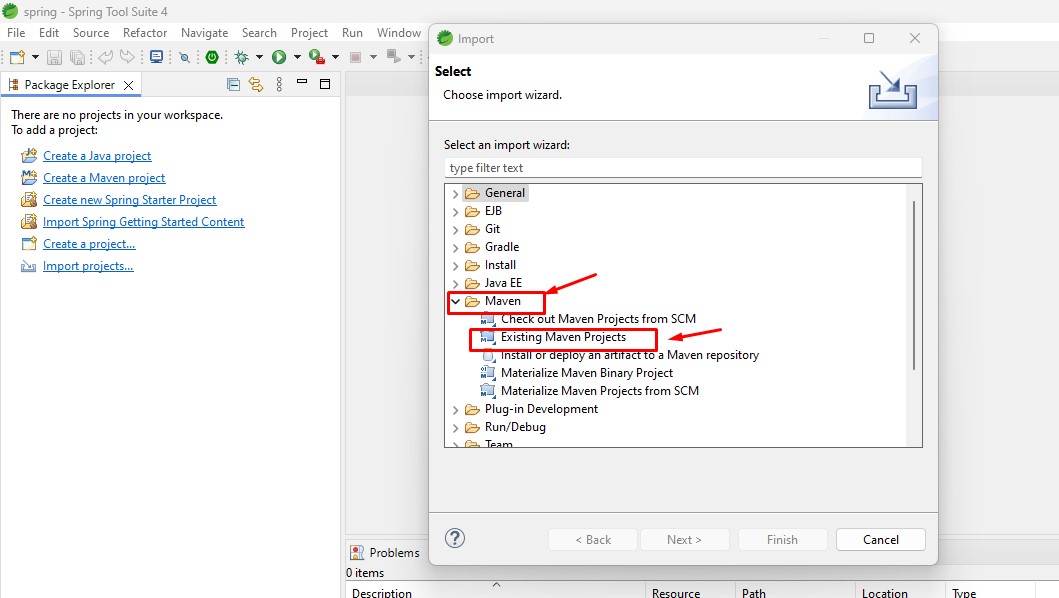 spring - Spring Tool Suite 4
File Edit Source Refactor Navigate Search Project Run Window
Package Explorer
There are no projects in your workspace.
To add a project:
Create a Java project
Create a Maven project
Create new Spring Starter Project
Import Spring Getting Started Content
Create a project...
Import projects...
Import
Select
Choose import wizard.
Select an import wizard:
type filter text
General
EJB
Git
Gradle
Install
Java EE
Maven
Check out Maven Projects from SCM
Existing Maven Projects
Install or deploy an artifact to a Maven repository
Materialize Maven Binary Project
Materialize Maven Projects from SCM
Plug-in Development
Run/Debug
Team
?
< Back Next > Finish Cancel
Problems
0 items
Description Resource Path Location Type